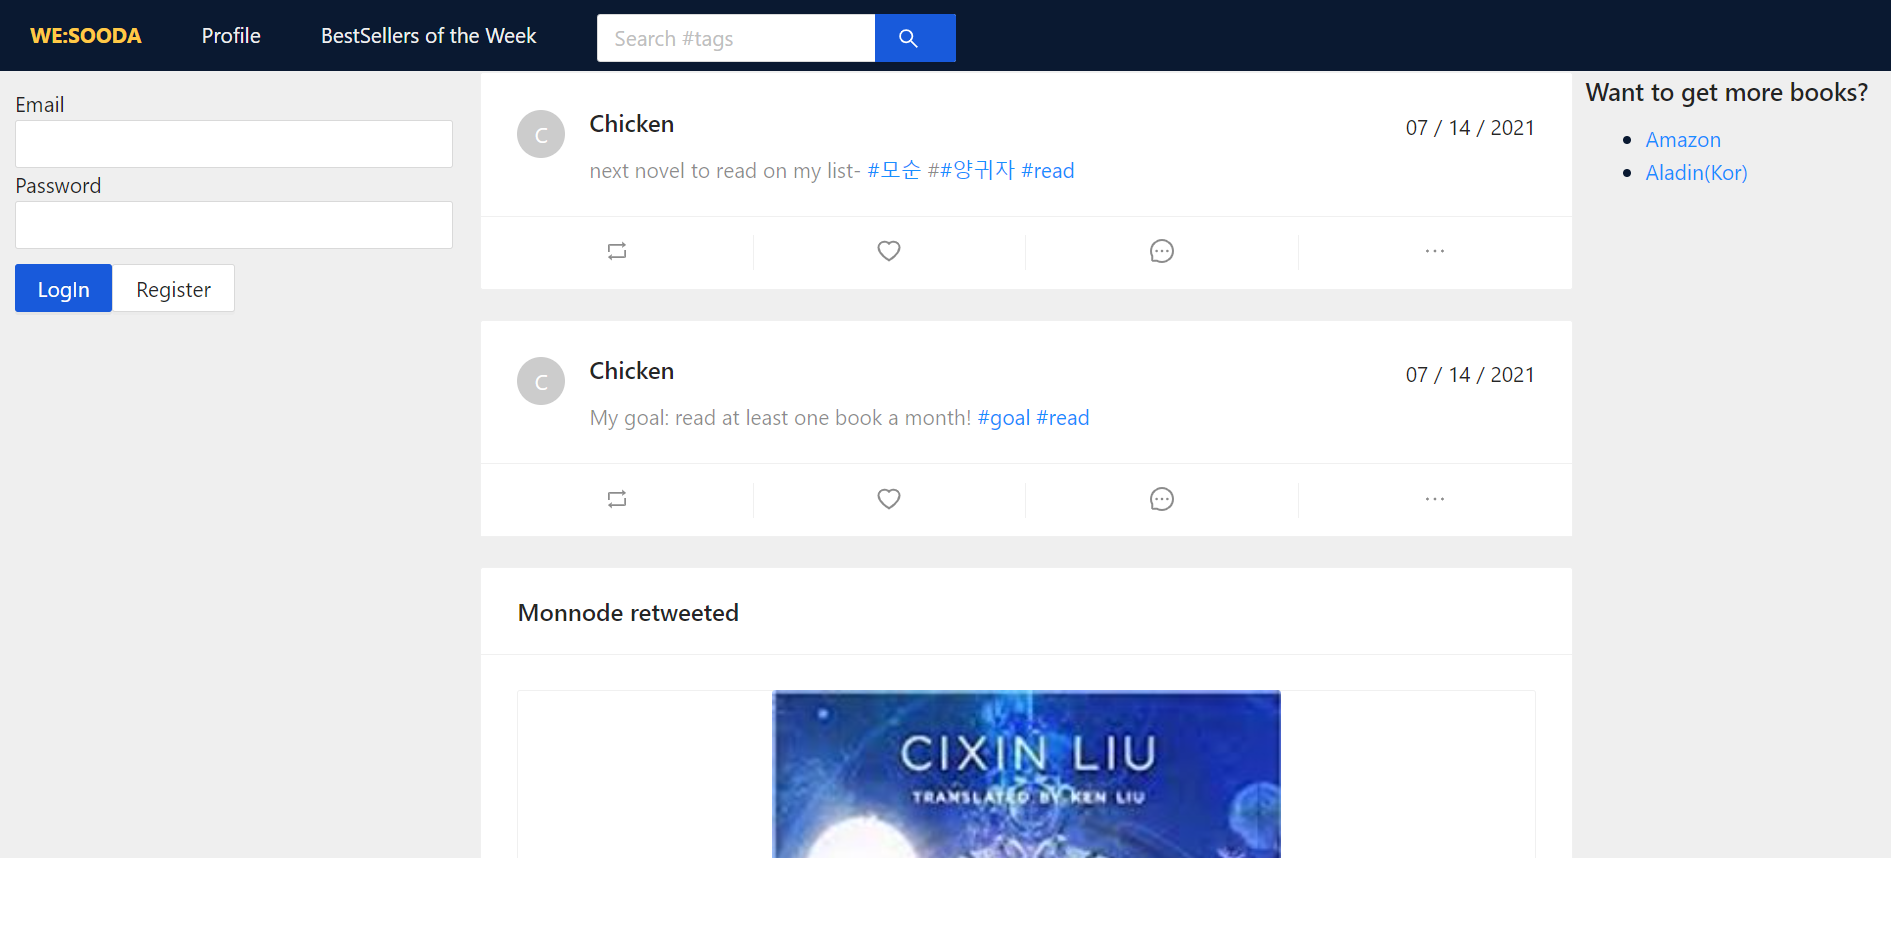 WE:SOODA Profile BestSellers of the Week Search #tags
Email
Password
LogIn Register
C Chicken 07 / 14 / 2021
next novel to read on my list- #모순 ##양귀자 #read
C Chicken 07 / 14 / 2021
My goal: read at least one book a month! #goal #read
Monnode retweeted
CIXIN LIU
TRANSLATED BY KEN LIU
Want to get more books?
Amazon
Aladin(Kor)